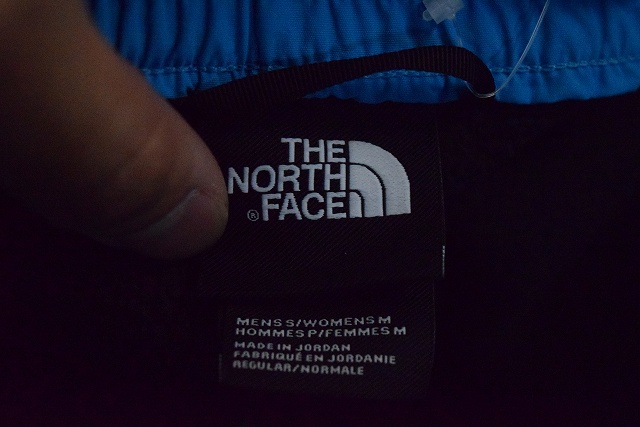 THE
NORTH
® FACE
MENS S/WOMENS M
HOMMES P/FEMMES M
MADE IN JORDAN
FABRIQUÉ EN JORDANIE
REGULAR/NORMALE